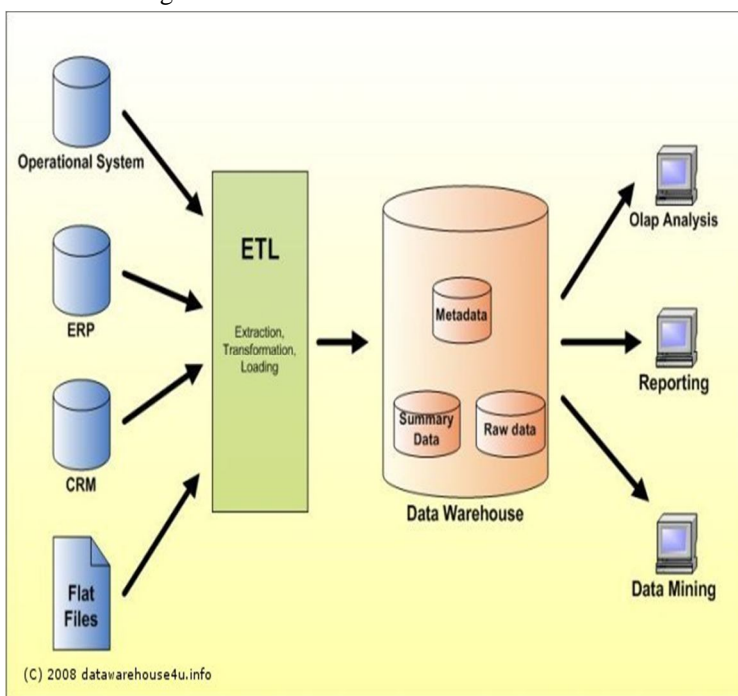 Operational System
ERP
CRM
Flat
Files
ETL
Extraction,
Transformation,
Loading
Metadata
Summary
Data
Raw data
Data Warehouse
Olap Analysis
Reporting
Data Mining
(C) 2008 datawarehouse4u.info